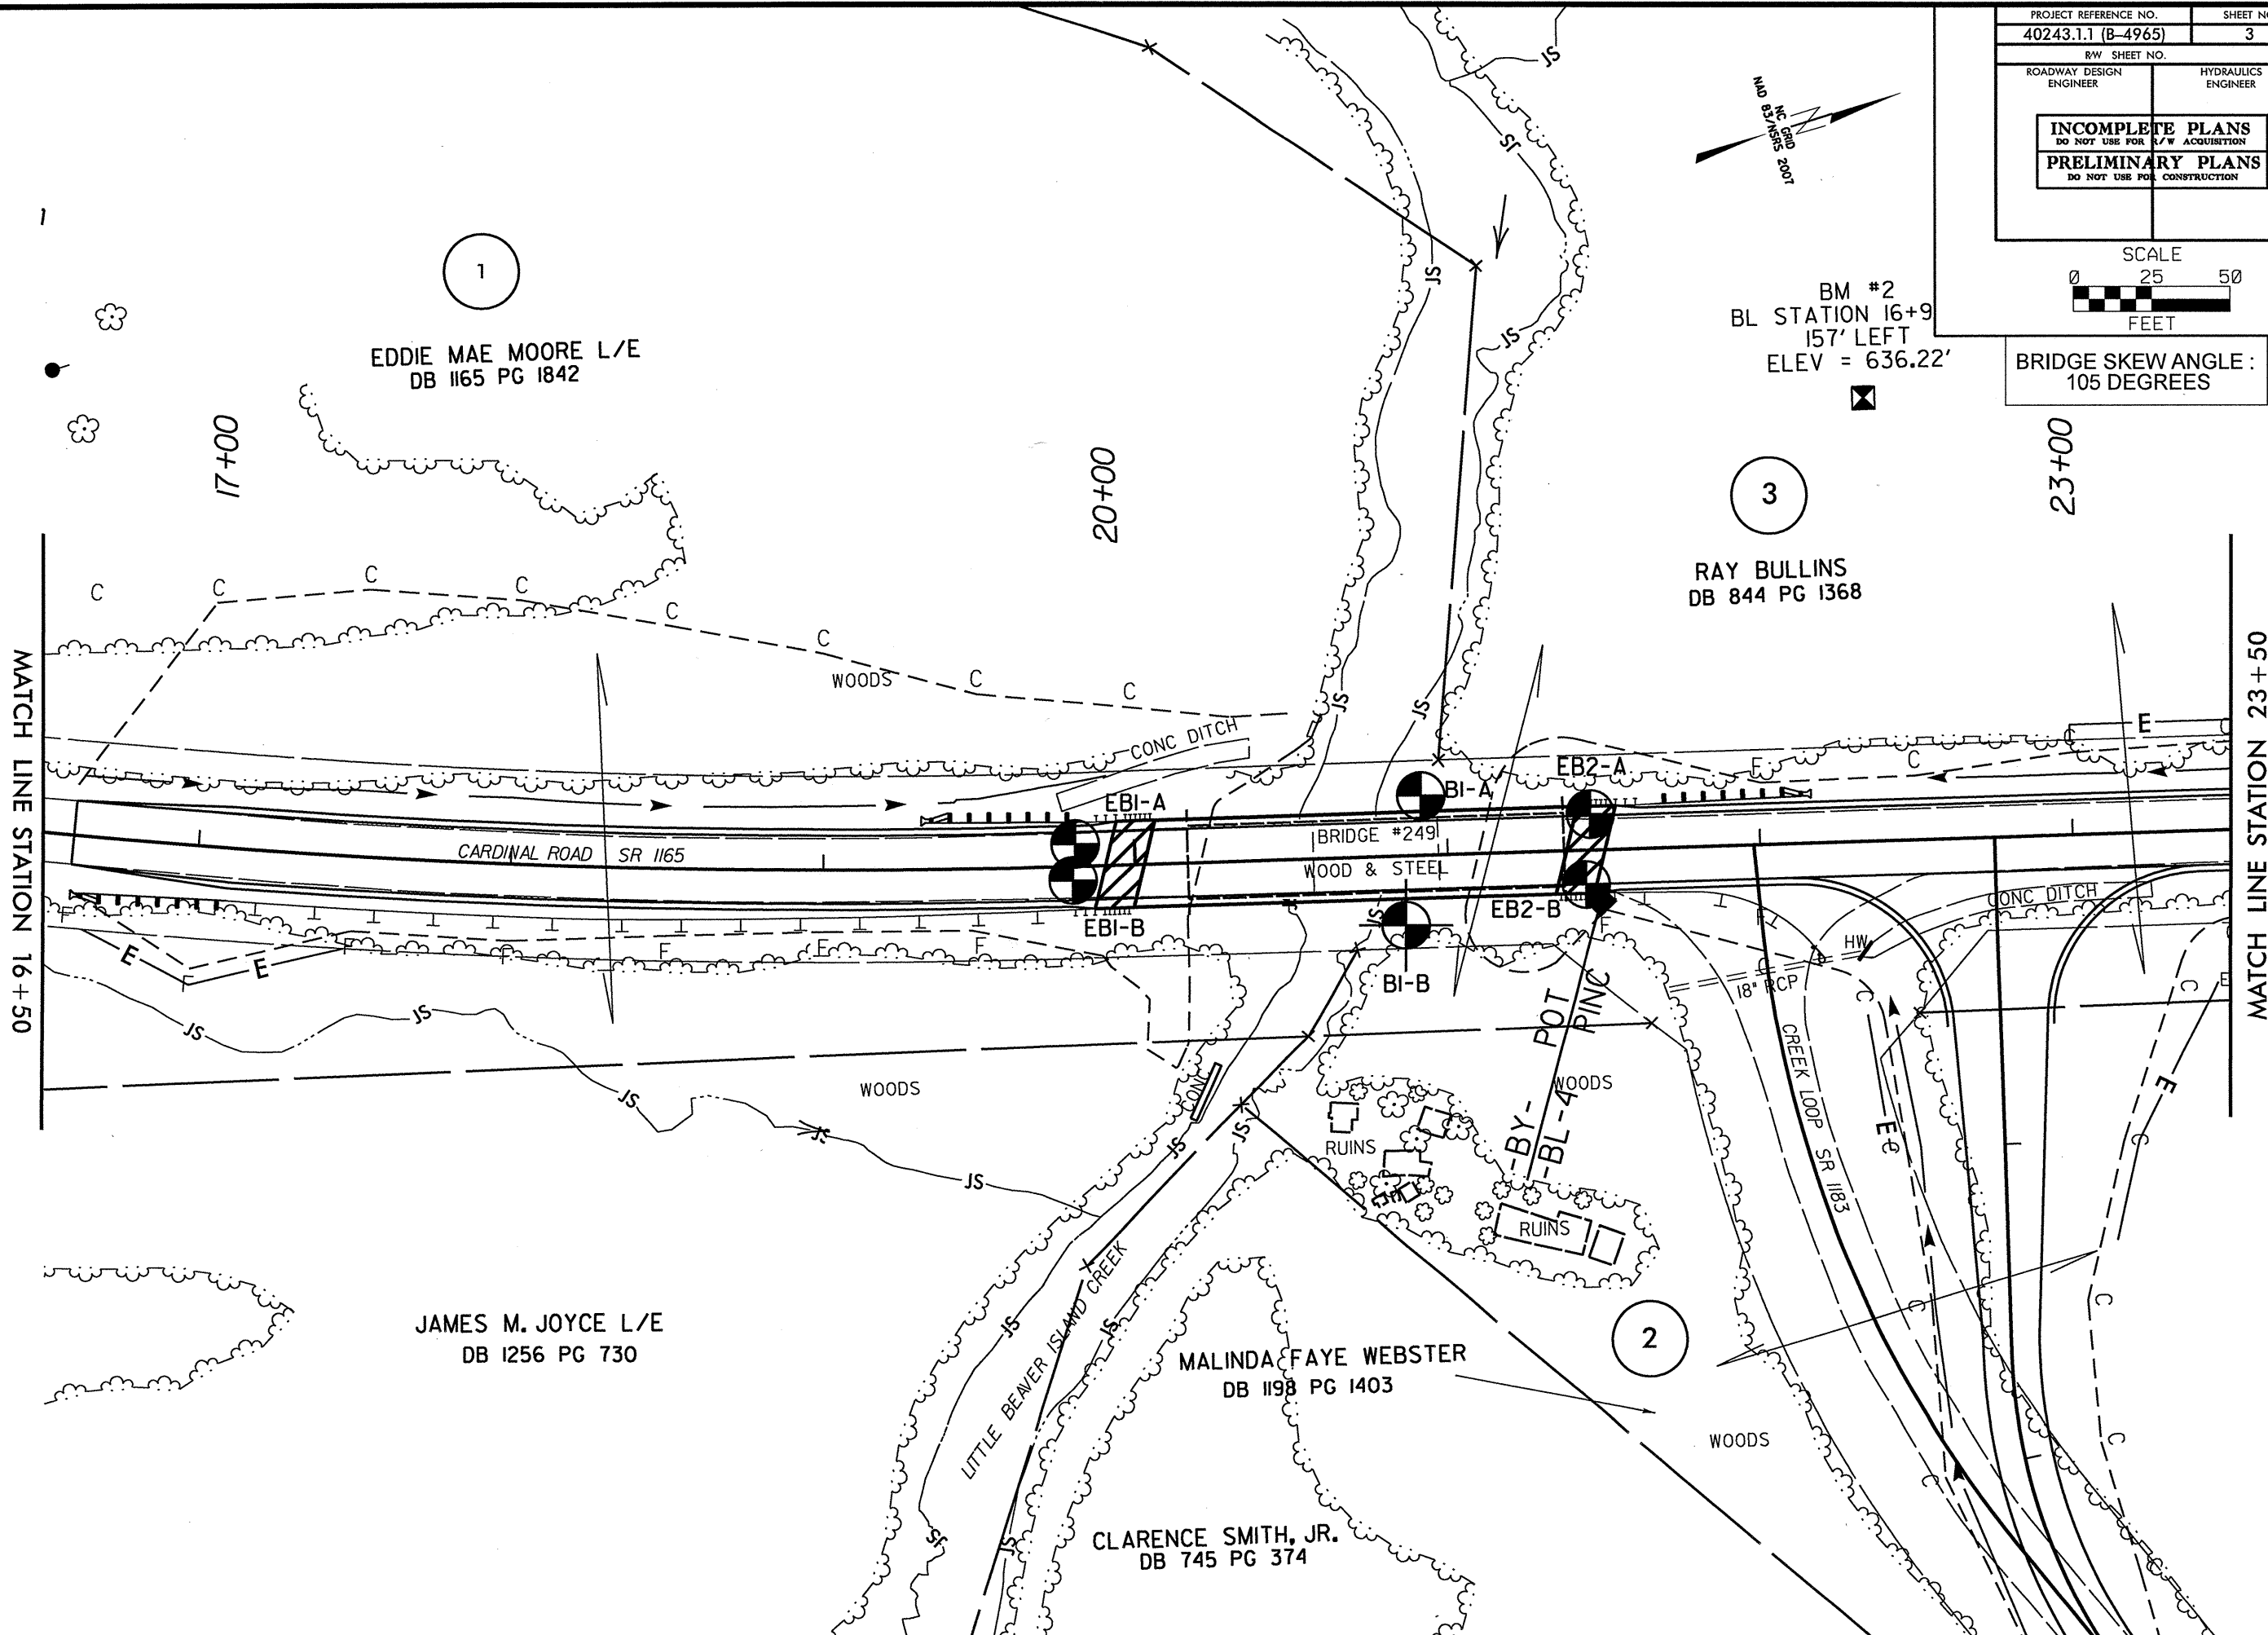 PROJECT REFERENCE NO.
40243.1.1 (B-4965)
3
R/W SHEET NO.
ROADWAY DESIGN
ENGINEER
HYDRAULICS
ENGINEER
INCOMPLETE PLANS
DO NOT USE FOR R/W ACQUISITION
PRELIMINARY PLANS
DO NOT USE FOR CONSTRUCTION
SCALE
0 25 50
FEET
BRIDGE SKEW ANGLE :
105 DEGREES
NC GRID
NAD 83/NSRS 2007
BM #2
BL STATION 16+9
157' LEFT
ELEV = 636.22'
1
1
EDDIE MAE MOORE L/E
DB 1165 PG 1842
17+00
20+00
23+00
3
RAY BULLINS
DB 844 PG 1368
MATCH LINE STATION 16+50
MATCH LINE STATION 23+50
WOODS
CONC DITCH
EB1-A
B1-A
EB2-A
BRIDGE #249
WOOD & STEEL
CARDINAL ROAD SR 1165
EB1-B
B1-B
EB2-B
CONC DITCH
HW
18" RCP
POT
PINC
-BY-
-BL-4
WOODS
WOODS
CONC
RUINS
RUINS
CREEK LOOP SR 1183
LITTLE BEAVER ISLAND CREEK
JAMES M. JOYCE L/E
DB 1256 PG 730
MALINDA FAYE WEBSTER
DB 1198 PG 1403
2
WOODS
CLARENCE SMITH, JR.
DB 745 PG 374